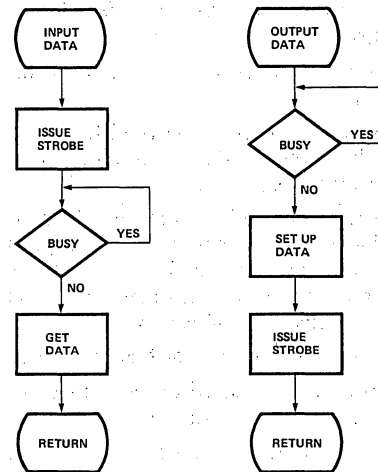 INPUT
DATA
ISSUE
STROBE
BUSY
YES
NO
GET
DATA
RETURN
OUTPUT
DATA
BUSY
YES
NO
SET UP
DATA
ISSUE
STROBE
RETURN